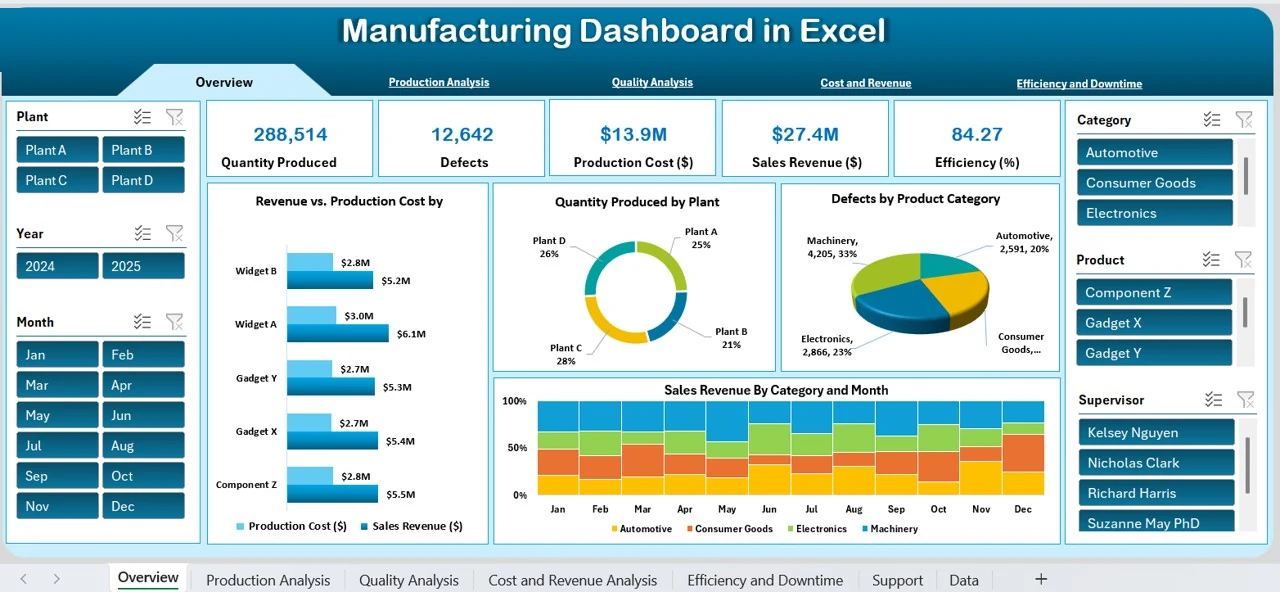 Manufacturing Dashboard in Excel
Overview
Production Analysis
Quality Analysis
Cost and Revenue
Efficiency and Downtime
Plant
Plant A
Plant B
Plant C
Plant D
Year
2024
2025
Month
Jan
Feb
Mar
Apr
May
Jun
Jul
Aug
Sep
Oct
Nov
Dec
288,514
Quantity Produced
12,642
Defects
$13.9M
Production Cost ($)
$27.4M
Sales Revenue ($)
84.27
Efficiency (%)
Revenue vs. Production Cost by
Widget B
$2.8M
$5.2M
Widget A
$3.0M
$6.1M
Gadget Y
$2.7M
$5.3M
Gadget X
$2.7M
$5.4M
Component Z
$2.8M
$5.5M
Production Cost ($)
Sales Revenue ($)
Quantity Produced by Plant
Plant D
26%
Plant A
25%
Plant C
28%
Plant B
21%
Defects by Product Category
Machinery,
4,205, 33%
Automotive,
2,591, 20%
Electronics,
2,866, 23%
Consumer
Goods,...
Sales Revenue By Category and Month
100%
50%
0%
Jan
Feb
Mar
Apr
May
Jun
Jul
Aug
Sep
Oct
Nov
Dec
Automotive
Consumer Goods
Electronics
Machinery
Category
Automotive
Consumer Goods
Electronics
Product
Component Z
Gadget X
Gadget Y
Supervisor
Kelsey Nguyen
Nicholas Clark
Richard Harris
Suzanne May PhD
Overview
Production Analysis
Quality Analysis
Cost and Revenue Analysis
Efficiency and Downtime
Support
Data